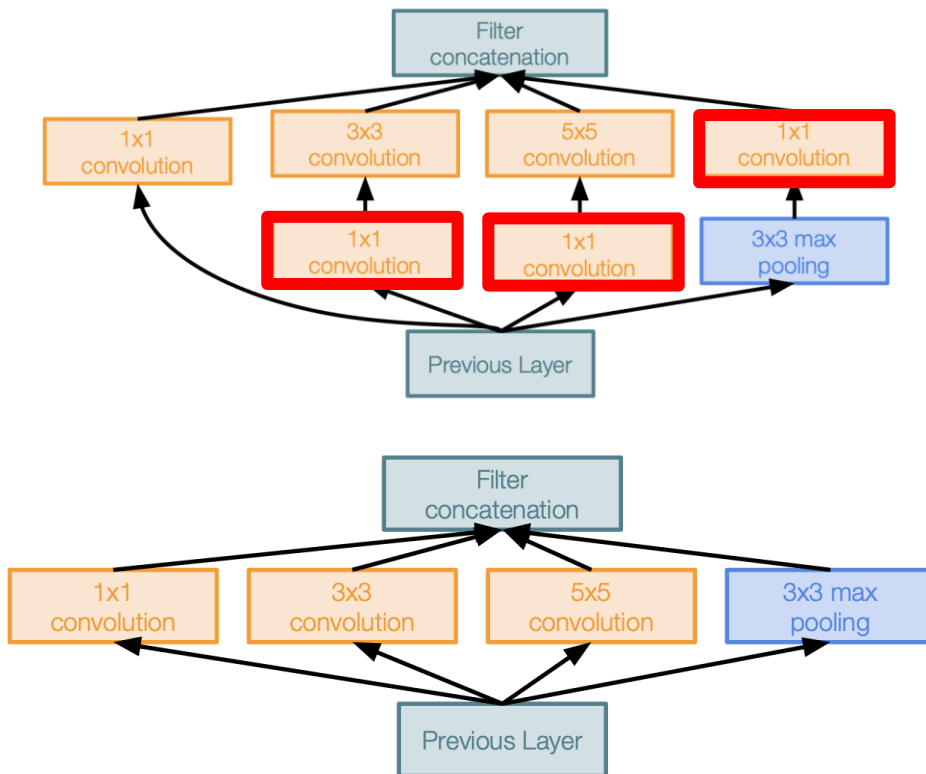 Filter
concatenation
1x1
convolution
3x3
convolution
5x5
convolution
1x1
convolution
1x1
convolution
1x1
convolution
3x3 max
pooling
Previous Layer
Filter
concatenation
1x1
convolution
3x3
convolution
5x5
convolution
3x3 max
pooling
Previous Layer